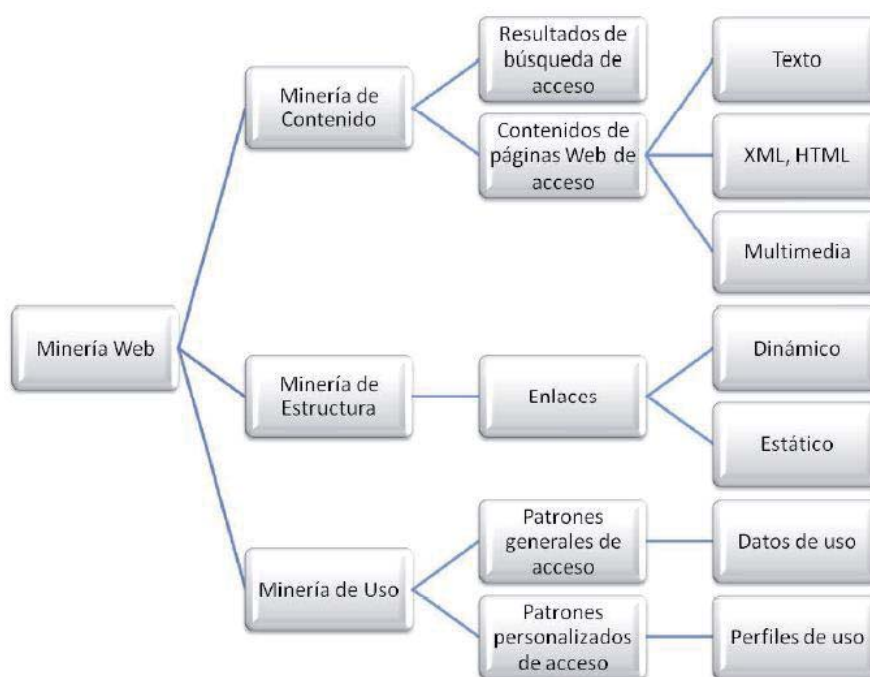 Minería Web
Minería de
Contenido
Resultados de
búsqueda de
acceso
Contenidos de
páginas Web de
acceso
Texto
XML, HTML
Multimedia
Minería de
Estructura
Enlaces
Dinámico
Estático
Minería de Uso
Patrones
generales de
acceso
Datos de uso
Patrones
personalizados
de acceso
Perfiles de uso